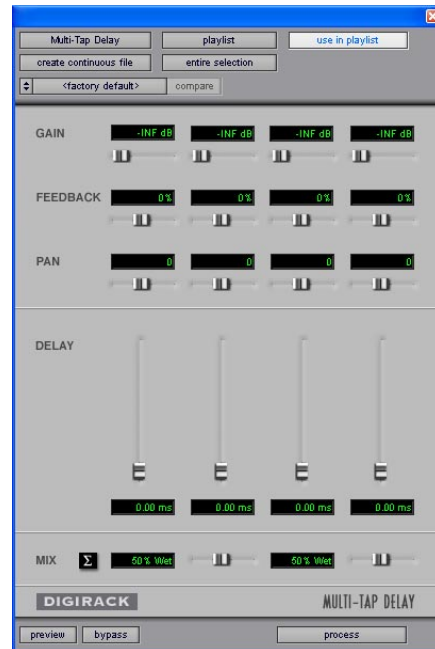 Multi-Tap Delay playlist use in playlist
create continuous file entire selection
<factory default> compare
GAIN -INF dB -INF dB -INF dB -INF dB
FEEDBACK 0% 0% 0% 0%
PAN 0 0 0 0
DELAY
0.00 ms 0.00 ms 0.00 ms 0.00 ms
MIX Σ 50% Wet 50% Wet
DIGIRACK MULTI-TAP DELAY
preview bypass process